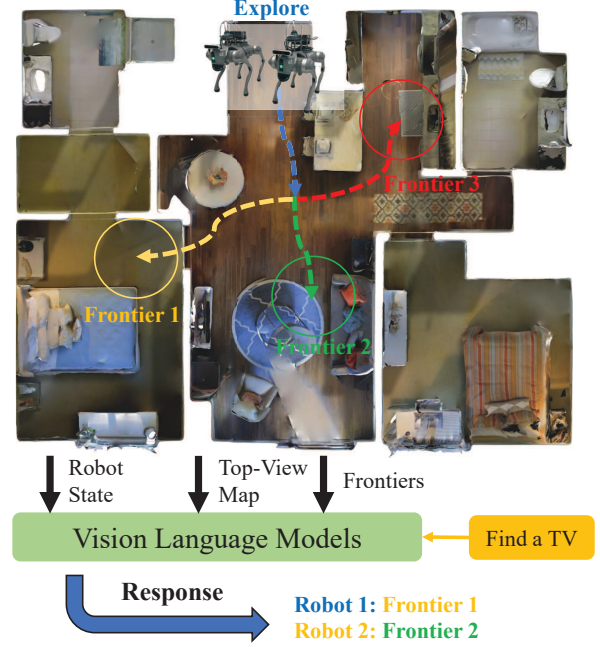 Explore
Frontier 3
Frontier 1
Frontier 2
Robot
State
Top-View
Map
Frontiers
Vision Language Models
Find a TV
Response
Robot 1: Frontier 1
Robot 2: Frontier 2